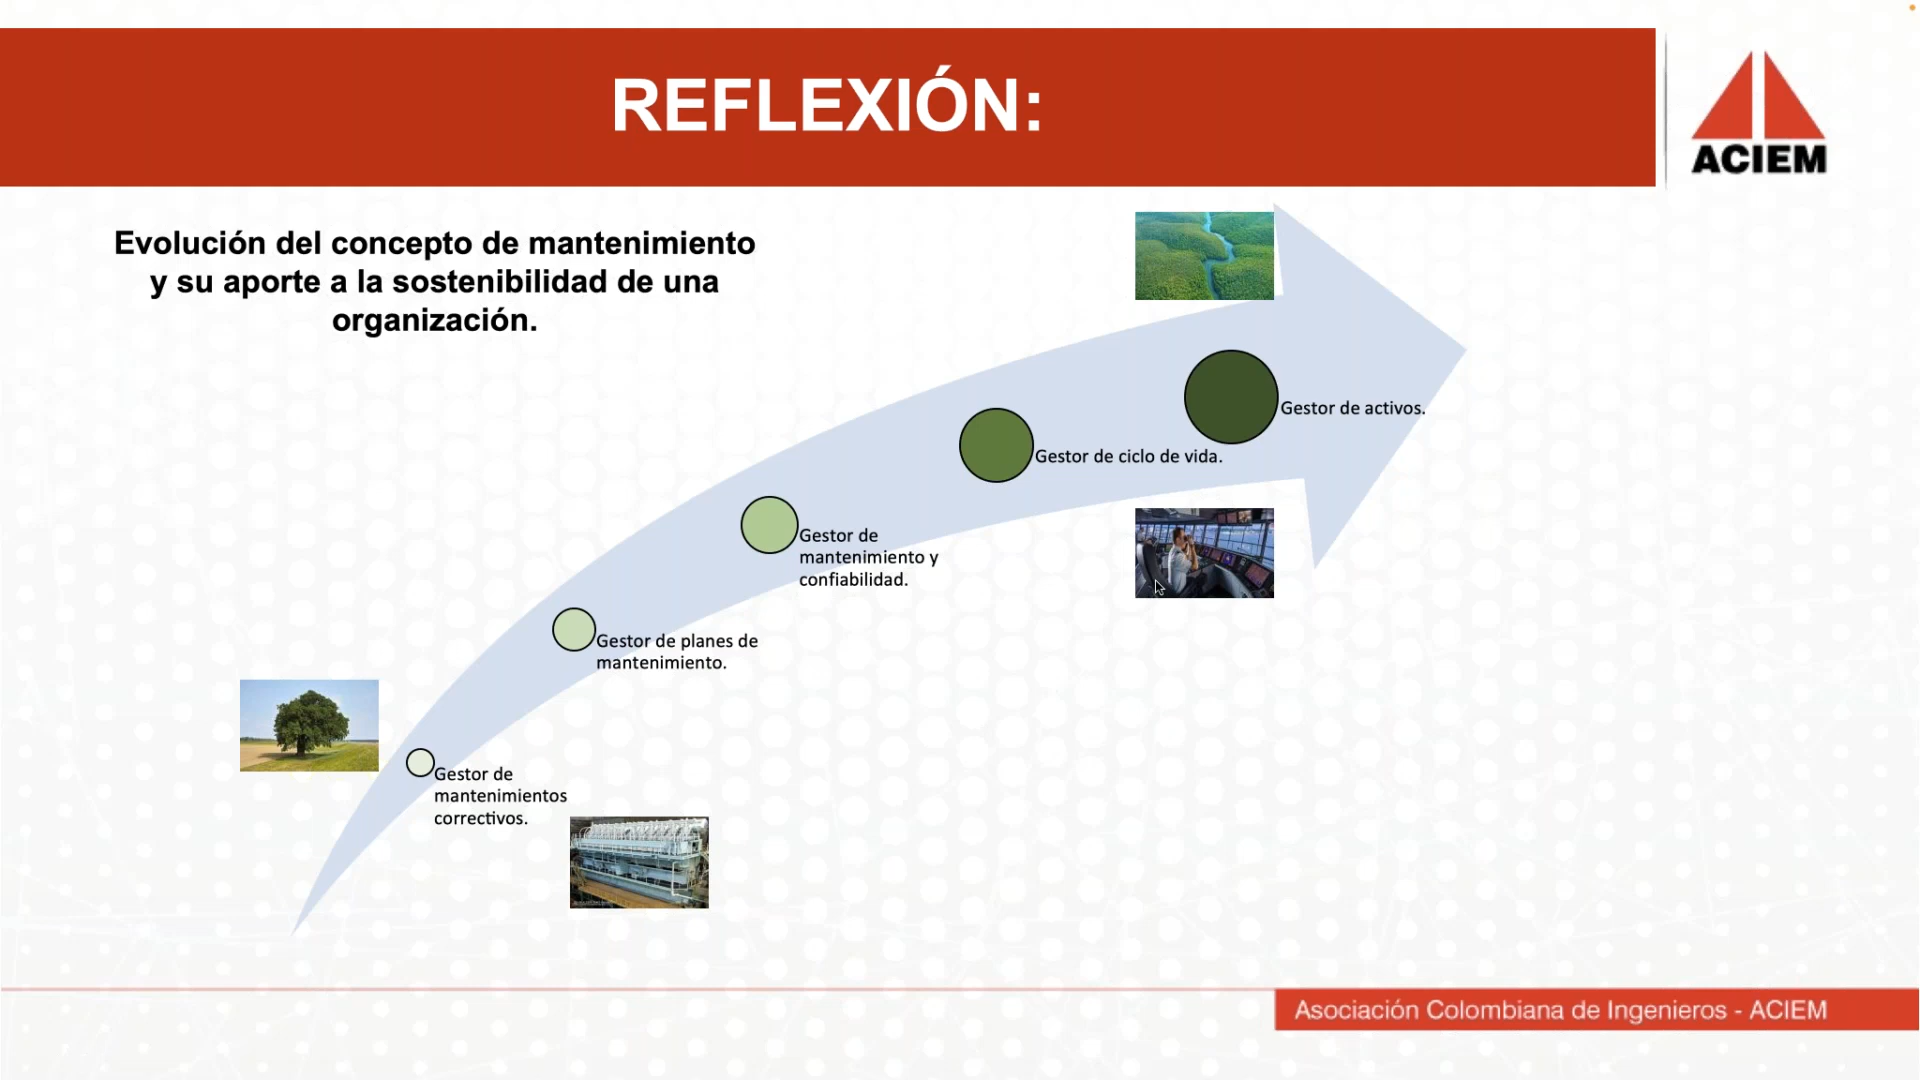 REFLEXIÓN:
ACIEM
Evolución del concepto de mantenimiento
y su aporte a la sostenibilidad de una
organización.
Gestor de activos.
Gestor de ciclo de vida.
Gestor de
mantenimiento y
confiabilidad.
Gestor de planes de
mantenimiento.
Gestor de
mantenimientos
correctivos.
Asociación Colombiana de Ingenieros - ACIEM